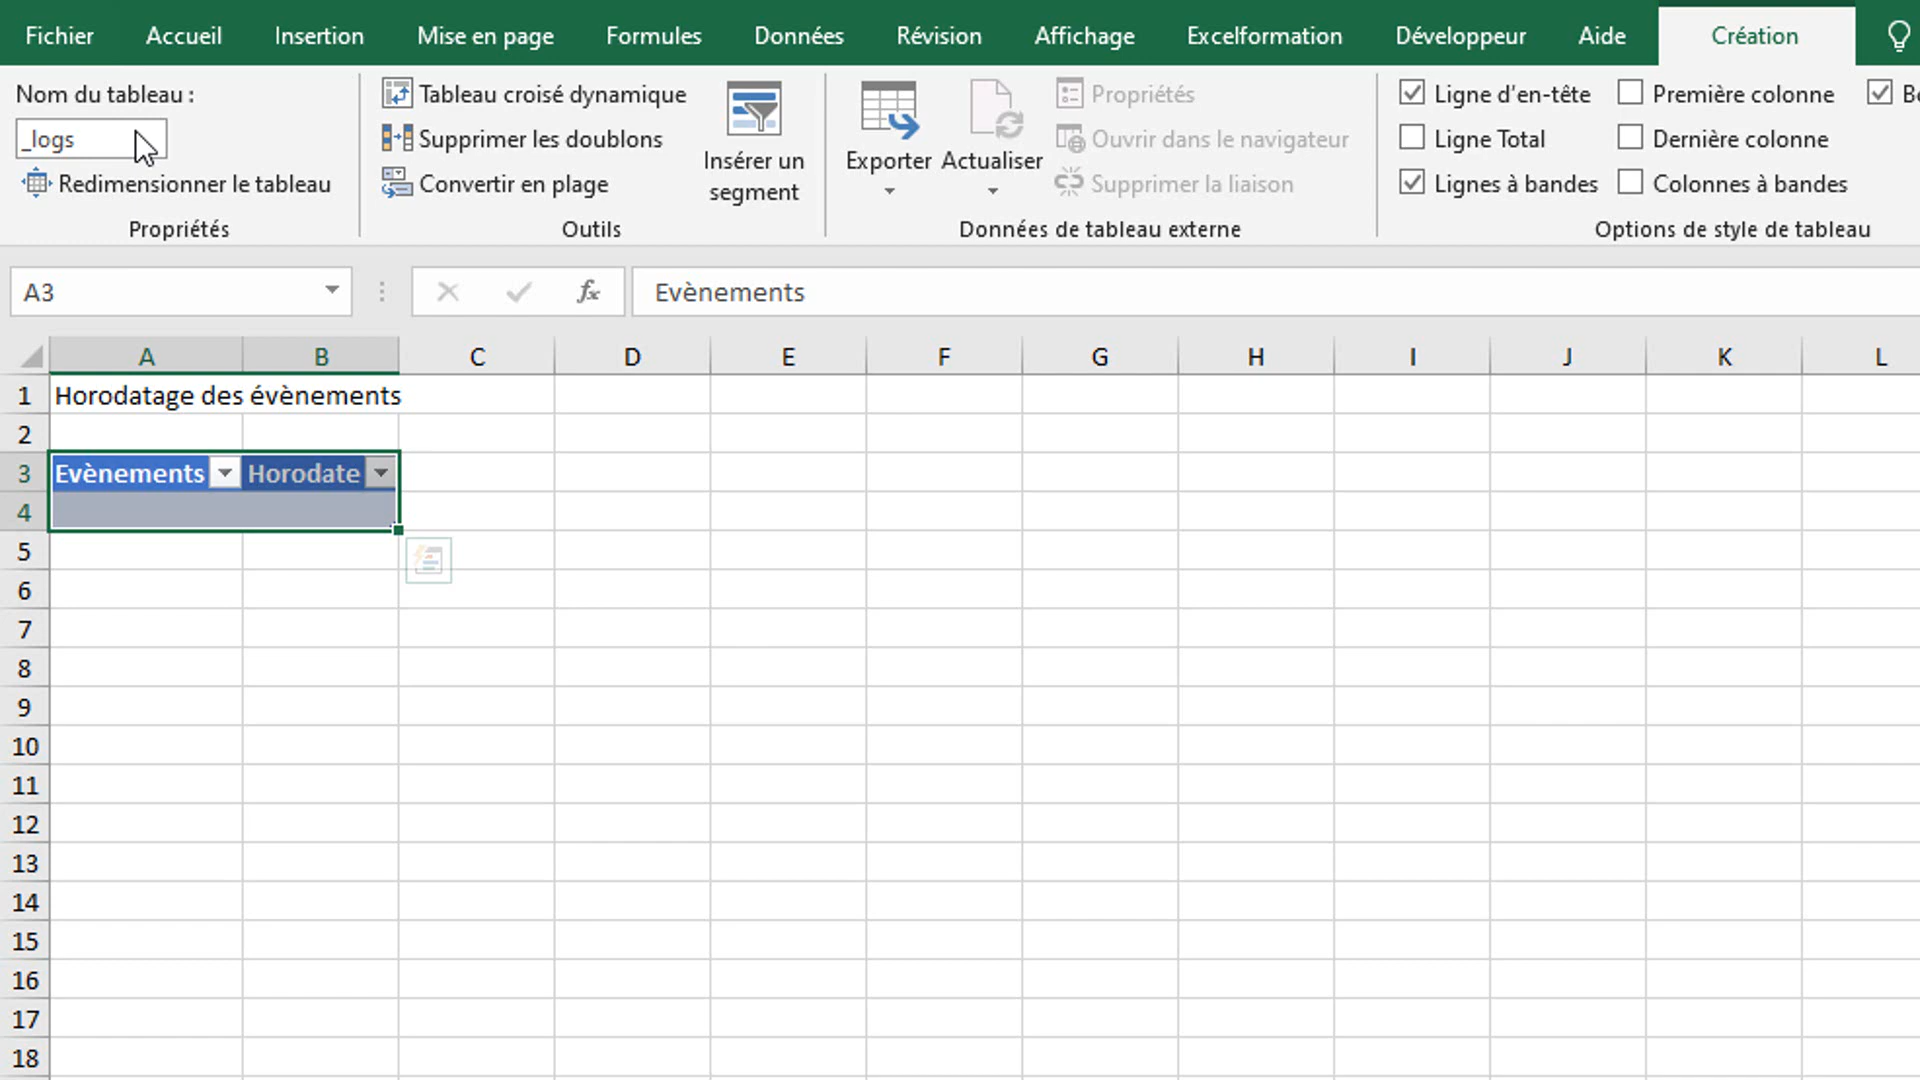 Fichier Accueil Insertion Mise en page Formules Données Révision Affichage Excelformation Développeur Aide Création
Nom du tableau :
_logs
Redimensionner le tableau
Propriétés
Tableau croisé dynamique
Supprimer les doublons
Convertir en plage
Insérer un
segment
Outils
Exporter
Actualiser
Propriétés
Ouvrir dans le navigateur
Supprimer la liaison
Données de tableau externe
Ligne d'en-tête
Ligne Total
Lignes à bandes
Première colonne
Dernière colonne
Colonnes à bandes
Options de style de tableau
A3 fx Evènements
A B C D E F G H I J K L
1 Horodatage des évènements
2
3 Evènements Horodate
4
5
6
7
8
9
10
11
12
13
14
15
16
17
18